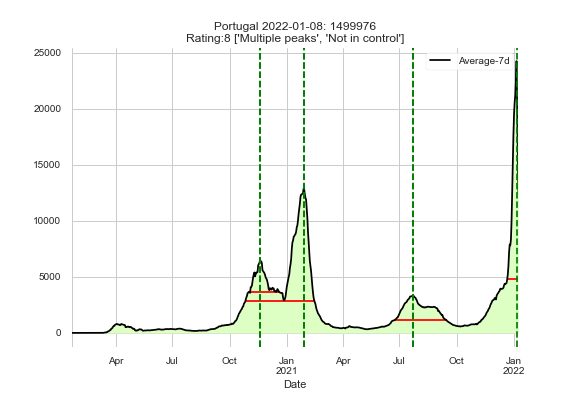 Portugal 2022-01-08: 1499976
Rating:8 ['Multiple peaks', 'Not in control']
Average-7d
25000
20000
15000
10000
5000
0
Apr
Jul
Oct
Jan
2021
Apr
Jul
Oct
Jan
2022
Date